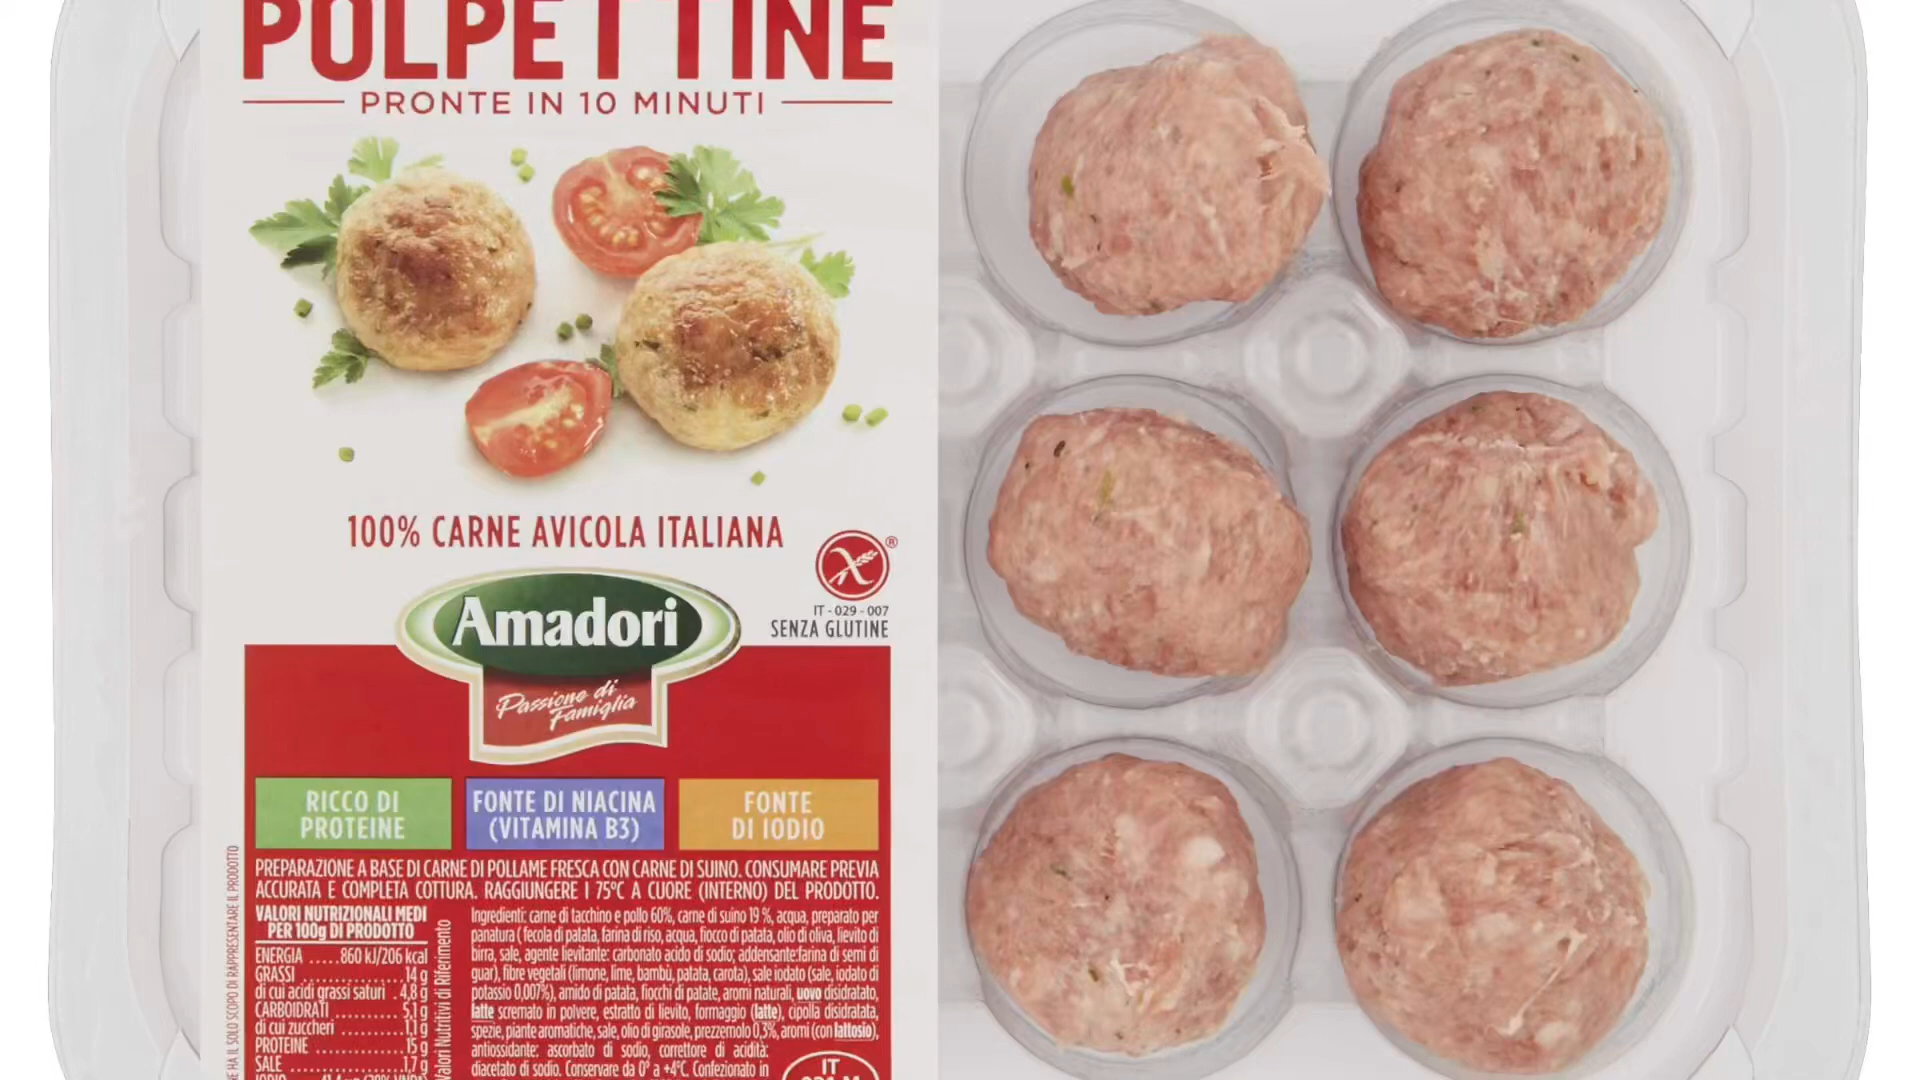 POLPETTINE
PRONTE IN 10 MINUTI
100% CARNE AVICOLA ITALIANA
®
IT - 029 - 007
SENZA GLUTINE
Amadori
Passione di
Famiglia
RICCO DI
PROTEINE
FONTE DI NIACINA
(VITAMINA B3)
FONTE
DI IODIO
PREPARAZIONE A BASE DI CARNE DI POLLAME FRESCA CON CARNE DI SUINO. CONSUMARE PREVIA
ACCURATA E COMPLETA COTTURA. RAGGIUNGERE I 75°C A CUORE (INTERNO) DEL PRODOTTO.
VALORI NUTRIZIONALI MEDI
PER 100g DI PRODOTTO
ENERGIA .....860 kJ/206 kcal
GRASSI ........................14 g
di cui acidi grassi saturi . 4,8 g
CARBOIDRATI ................5,1 g
di cui zuccheri ..............1,1 g
PROTEINE ....................15 g
SALE ..........................1,7 g
Valori Nutritivi di Riferimento
Ingredienti: carne di tacchino e pollo 60%, carne di suino 19 %, acqua, preparato per
panatura ( fecola di patata, farina di riso, acqua, fiocco di patata, olio di oliva, lievito di
birra, sale, agente lievitante: carbonato acido di sodio; addensante:farina di semi di
guar), fibre vegetali (limone, lime, bambù, patata, carota), sale iodato (sale, iodato di
potassio 0,007%), amido di patata, fiocchi di patate, aromi naturali, uovo disidratato,
latte scremato in polvere, estratto di lievito, formaggio (latte), cipolla disidratata,
spezie, piante aromatiche, sale, olio di girasole, prezzemolo 0,3%, aromi (con lattosio),
antiossidante: ascorbato di sodio, correttore di acidità:
diacetato di sodio. Conservare da 0° a +4°C. Confezionato in
IT
HA IL SOLO SCOPO DI RAPPRESENTARE IL PRODOTTO